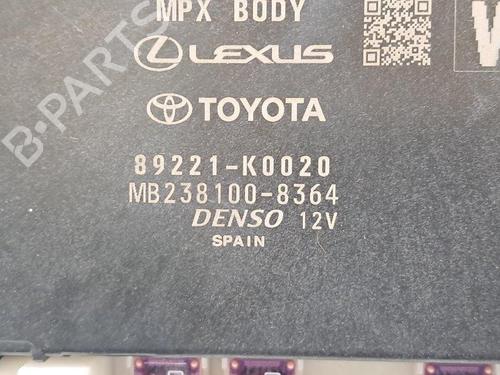 MPX BODY
LEXUS
TOYOTA
89221-K0020
MB238100-8364
DENSO 12V
SPAIN
B-PARTS